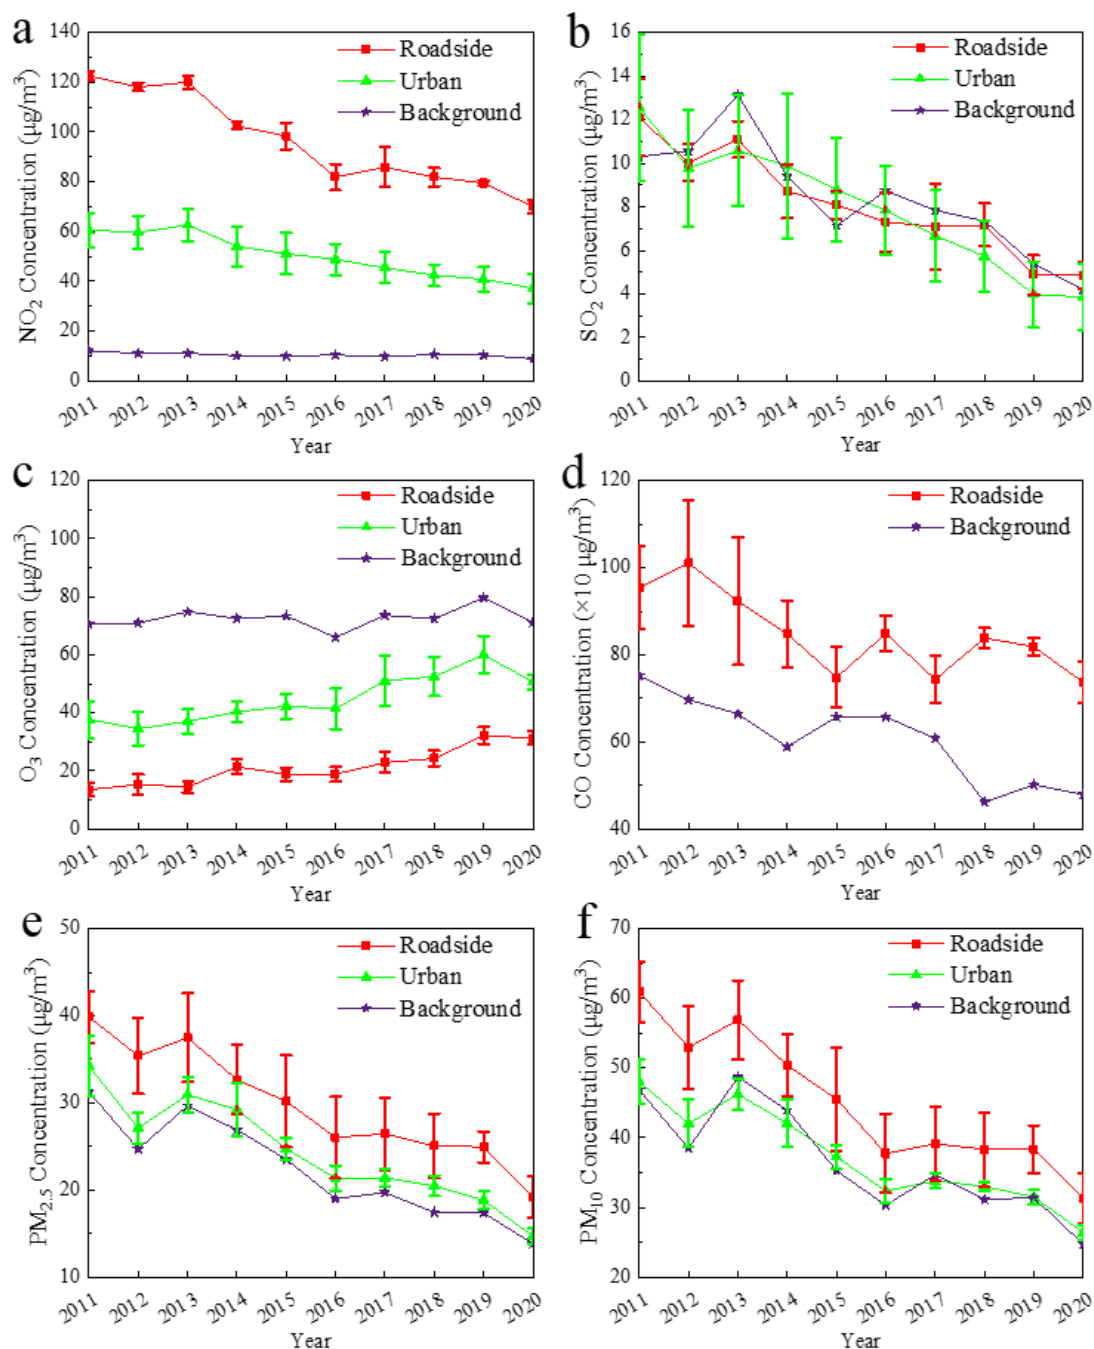 a
NO₂ Concentration (μg/m³)
140
120
100
80
60
40
20
0
Roadside
Urban
Background
2011 2012 2013 2014 2015 2016 2017 2018 2019 2020
Year
b
SO₂ Concentration (μg/m³)
16
14
12
10
8
6
4
2
0
Roadside
Urban
Background
2011 2012 2013 2014 2015 2016 2017 2018 2019 2020
Year
c
O₃ Concentration (μg/m³)
120
100
80
60
40
20
0
Roadside
Urban
Background
2011 2012 2013 2014 2015 2016 2017 2018 2019 2020
Year
d
CO Concentration (×10 μg/m³)
120
100
80
60
40
Roadside
Background
2011 2012 2013 2014 2015 2016 2017 2018 2019 2020
Year
e
PM₂.₅ Concentration (μg/m³)
50
40
30
20
10
Roadside
Urban
Background
2011 2012 2013 2014 2015 2016 2017 2018 2019 2020
Year
f
PM₁₀ Concentration (μg/m³)
70
60
50
40
30
20
Roadside
Urban
Background
2011 2012 2013 2014 2015 2016 2017 2018 2019 2020
Year